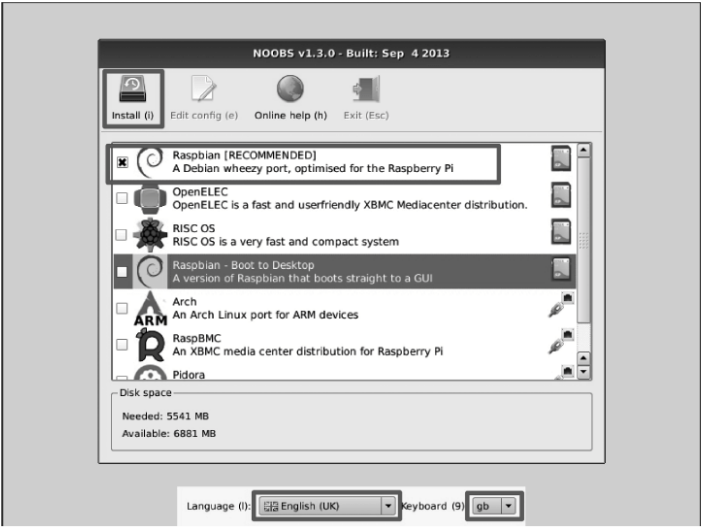 NOOBS v1.3.0 - Built: Sep 4 2013
Install (i) Edit config (e) Online help (h) Exit (Esc)
Raspbian [RECOMMENDED]
A Debian wheezy port, optimised for the Raspberry Pi
OpenELEC
OpenELEC is a fast and userfriendly XBMC Mediacenter distribution.
RISC OS
RISC OS is a very fast and compact system
Raspbian - Boot to Desktop
A version of Raspbian that boots straight to a GUI
Arch
An Arch Linux port for ARM devices
ARM
RaspBMC
An XBMC media center distribution for Raspberry Pi
Pidora
Disk space
Needed: 5541 MB
Available: 6881 MB
Language (l): English (UK) Keyboard (9) gb